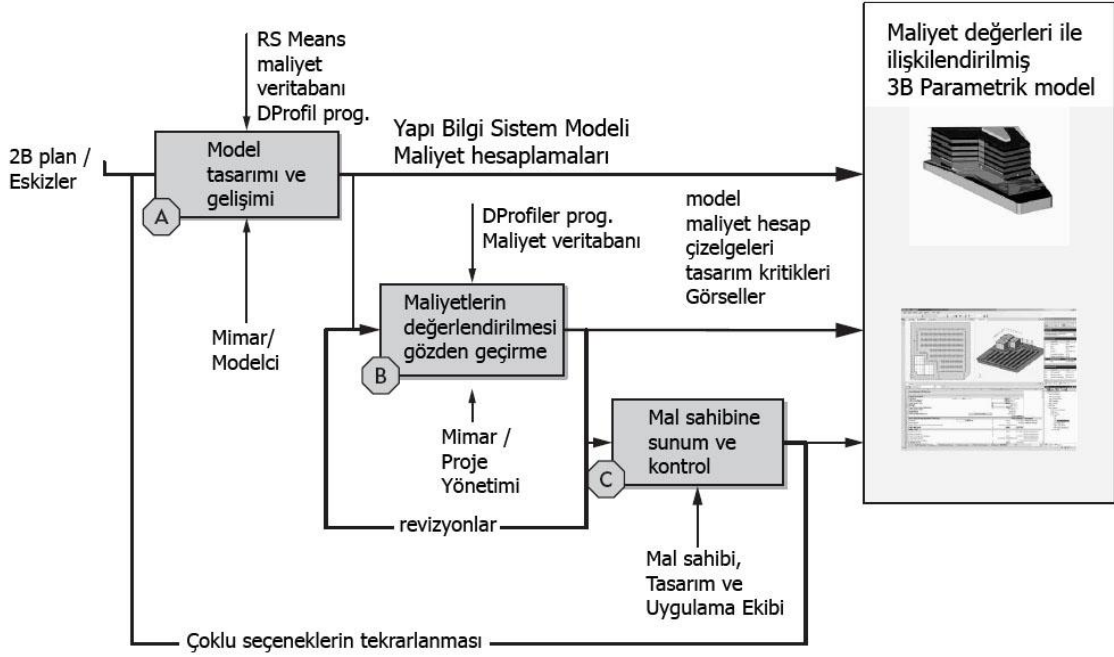 RS Means
maliyet
veritabanı
DProfil prog.
Maliyet değerleri ile
ilişkilendirilmiş
3B Parametrik model
2B plan /
Eskizler
Model
tasarımı ve
gelişimi
A
Yapı Bilgi Sistem Modeli
Maliyet hesaplamaları
Mimar/
Modelci
DProfiler prog.
Maliyet veritabanı
model
maliyet hesap
çizelgeleri
tasarım kritikleri
Görseller
Maliyetlerin
değerlendirilmesi
gözden geçirme
B
Mimar /
Proje
Yönetimi
Mal sahibine
sunum ve
kontrol
C
revizyonlar
Mal sahibi,
Tasarım ve
Uygulama Ekibi
Çoklu seçeneklerin tekrarlanması